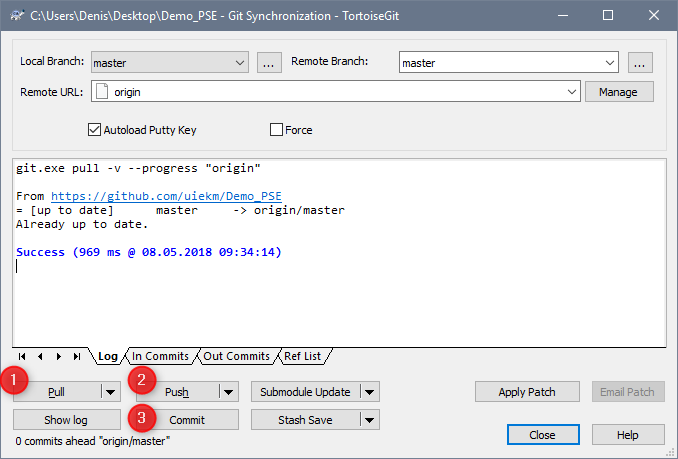 C:\Users\Denis\Desktop\Demo_PSE - Git Synchronization - TortoiseGit
Local Branch: master ... Remote Branch: master ...
Remote URL: origin Manage
Autoload Putty Key Force
git.exe pull -v --progress "origin"
From https://github.com/uiekm/Demo_PSE
= [up to date] master -> origin/master
Already up to date.
Success (969 ms @ 08.05.2018 09:34:14)
Log In Commits Out Commits Ref List
1 Pull 2 Push Submodule Update Apply Patch Email Patch
Show log 3 Commit Stash Save
0 commits ahead "origin/master" Close Help